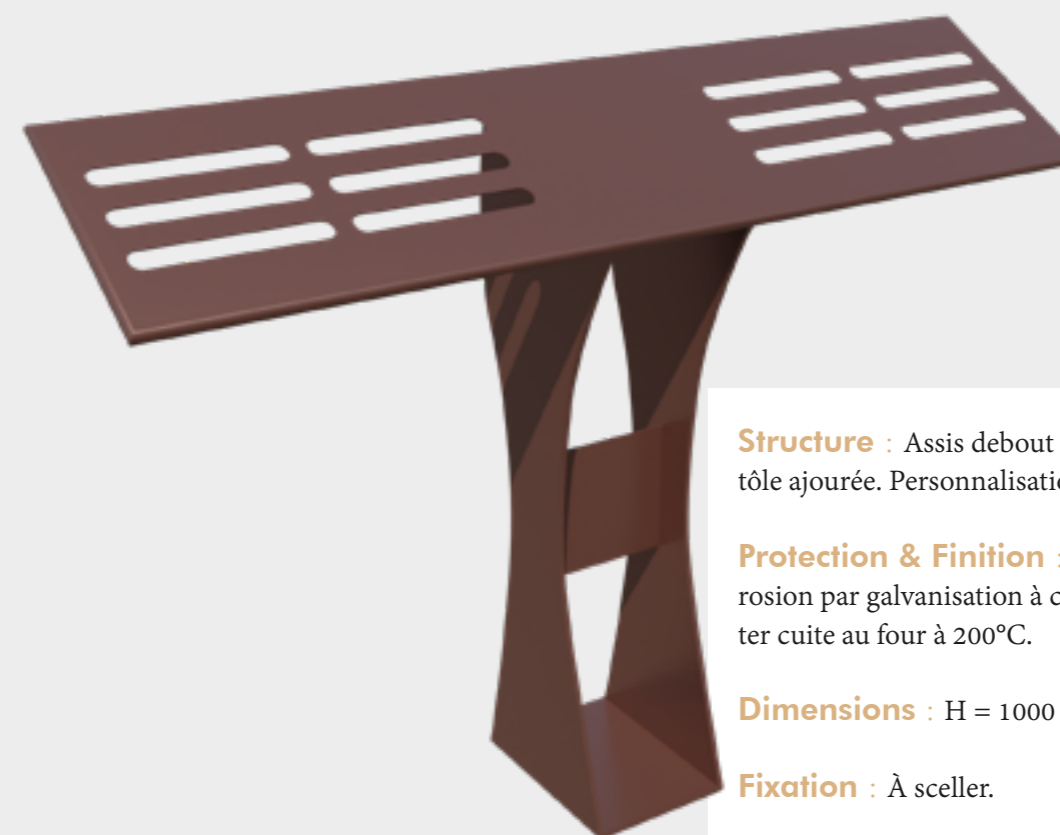 Structure : Assis debout
tôle ajourée.
Protection & Finition :
rosion par galvanisation à
ter cuite au four à 200°C.
Dimensions : H = 1000
Fixation : À sceller.